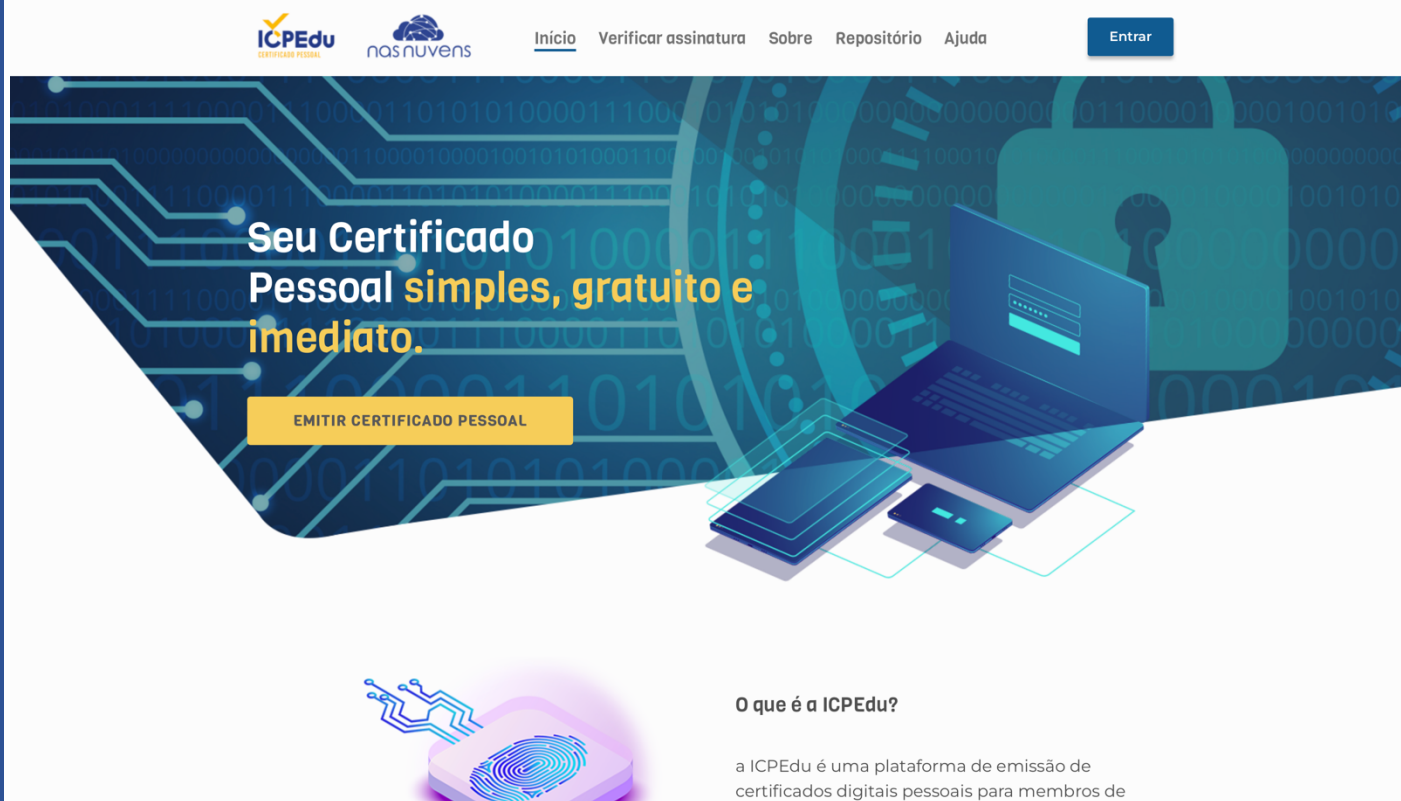 ICPEdu
CERTIFICADO PESSOAL
nas nuvens
Início
Verificar assinatura
Sobre
Repositório
Ajuda
Entrar
Seu Certificado
Pessoal simples, gratuito e
imediato.
EMITIR CERTIFICADO PESSOAL
O que é a ICPEdu?
a ICPEdu é uma plataforma de emissão de
certificados digitais pessoais para membros de